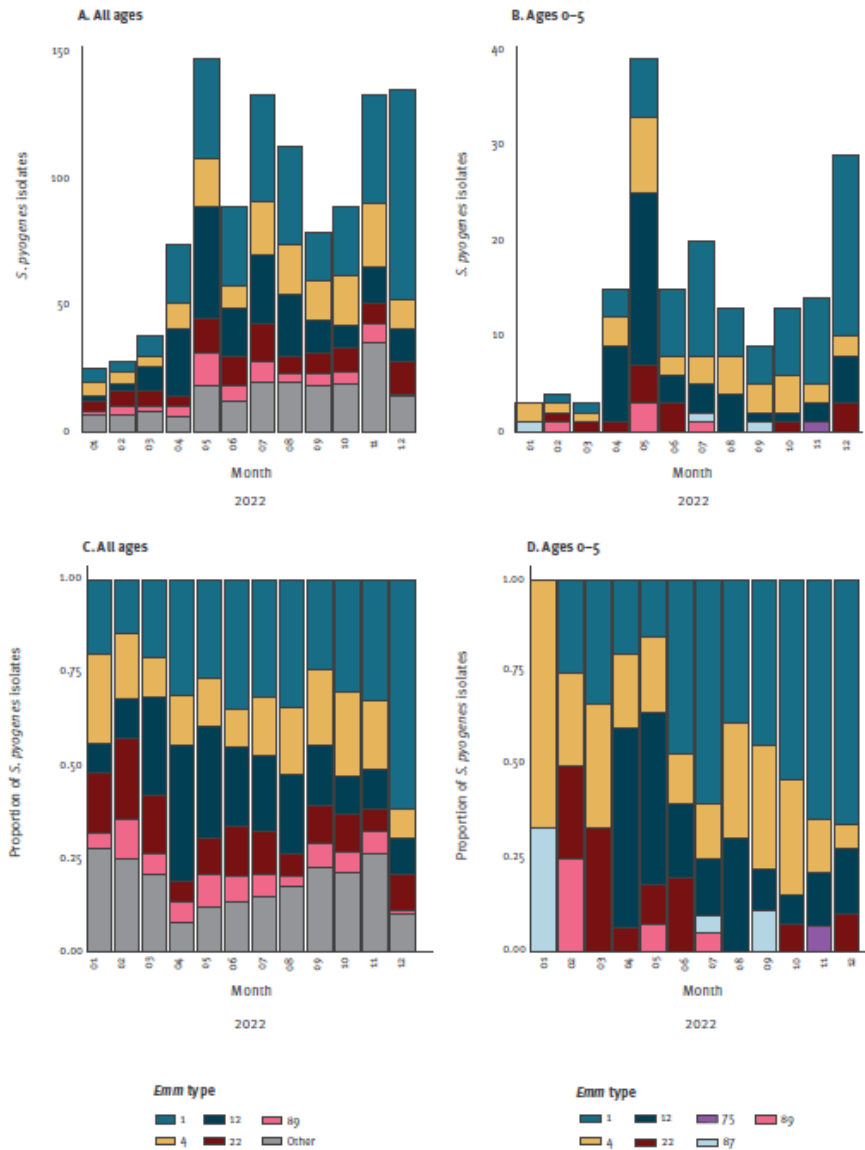 A. All ages
150
100
50
0
S. pyogenes isolates
01 02 03 04 05 06 07 08 09 10 11 12
Month
2022
B. Ages 0–5
40
30
20
10
0
S. pyogenes isolates
01 02 03 04 05 06 07 08 09 10 11 12
Month
2022
C. All ages
1.00
0.75
0.50
0.25
0.00
Proportion of S. pyogenes isolates
01 02 03 04 05 06 07 08 09 10 11 12
Month
2022
D. Ages 0–5
1.00
0.75
0.50
0.25
0.00
Proportion of S. pyogenes isolates
01 02 03 04 05 06 07 08 09 10 11 12
Month
2022
Emm type
1 12 89
4 22 Other
Emm type
1 12 75 89
4 22 87